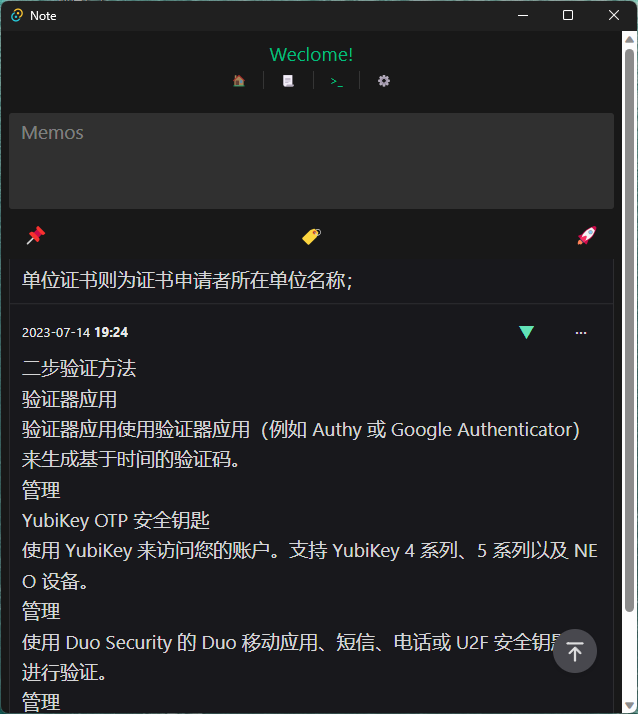 Note
Weclome!
>_
Memos
单位证书则为证书申请者所在单位名称；
2023-07-14 19:24
...
二步验证方法
验证器应用
验证器应用使用验证器应用（例如 Authy 或 Google Authenticator）
来生成基于时间的验证码。
管理
YubiKey OTP 安全钥匙
使用 YubiKey 来访问您的账户。支持 YubiKey 4 系列、5 系列以及 NE
O 设备。
管理
使用 Duo Security 的 Duo 移动应用、短信、电话或 U2F 安全钥
进行验证。
管理